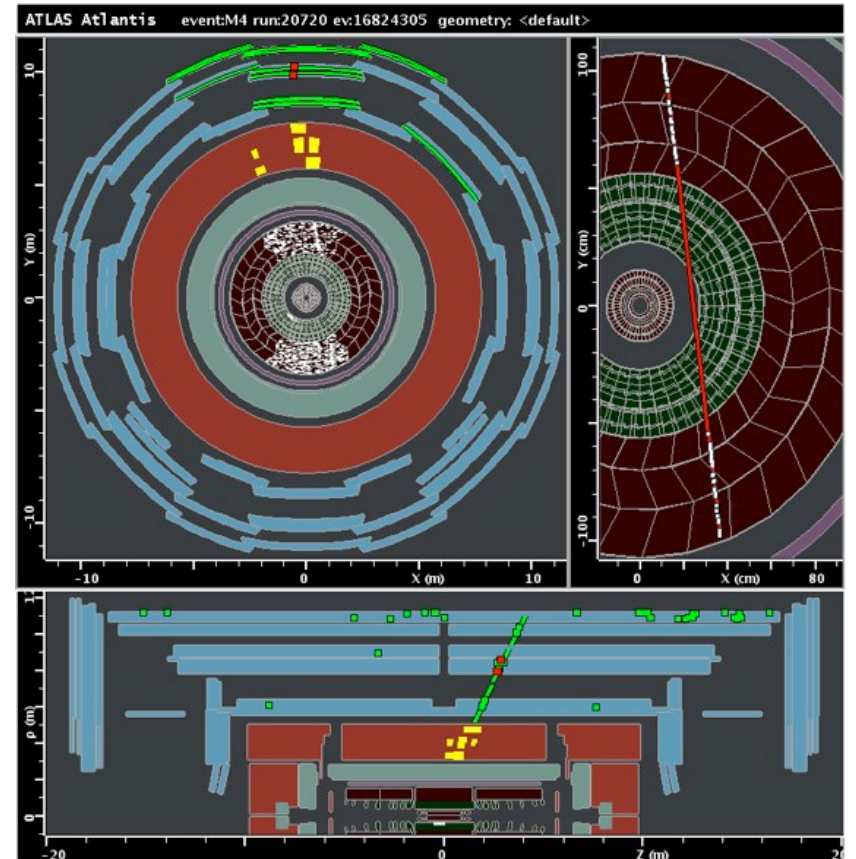 ATLAS Atlantis event:M4 run:20720 ev:16824305 geometry: <default>
10
Y (m)
0
-10
-10 0 X (m) 10
100
Y (cm)
0
-100
0 X (cm) 80
ρ (m)
0
-20 0 7 (m)